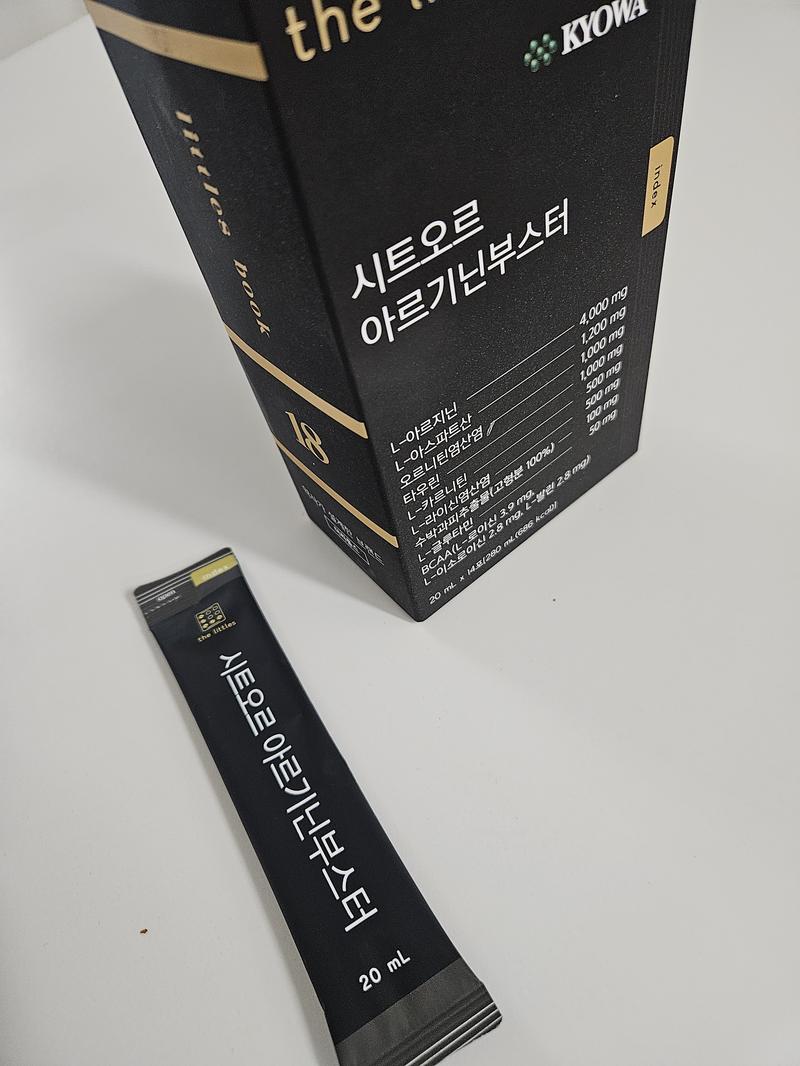 the
KYOWA
index
littles book
18
시트오르
아르기닌부스터
L-아르지닌 4,000 mg
L-아스파트산 1,200 mg
오르니틴염산염 1,000 mg
타우린 1,000 mg
L-카르니틴 500 mg
L-라이신염산염 500 mg
수박과피추출물(고형분 100%) 100 mg
L-글루타민 50 mg
BCAA(L-로이신 3.9 mg,
L-이소로이신 2.8 mg, L-발린 2.8 mg)
20 mL x 14포(280 mL(686 kcal))
index
open
the littles
시트오르 아르기닌부스터
20 mL